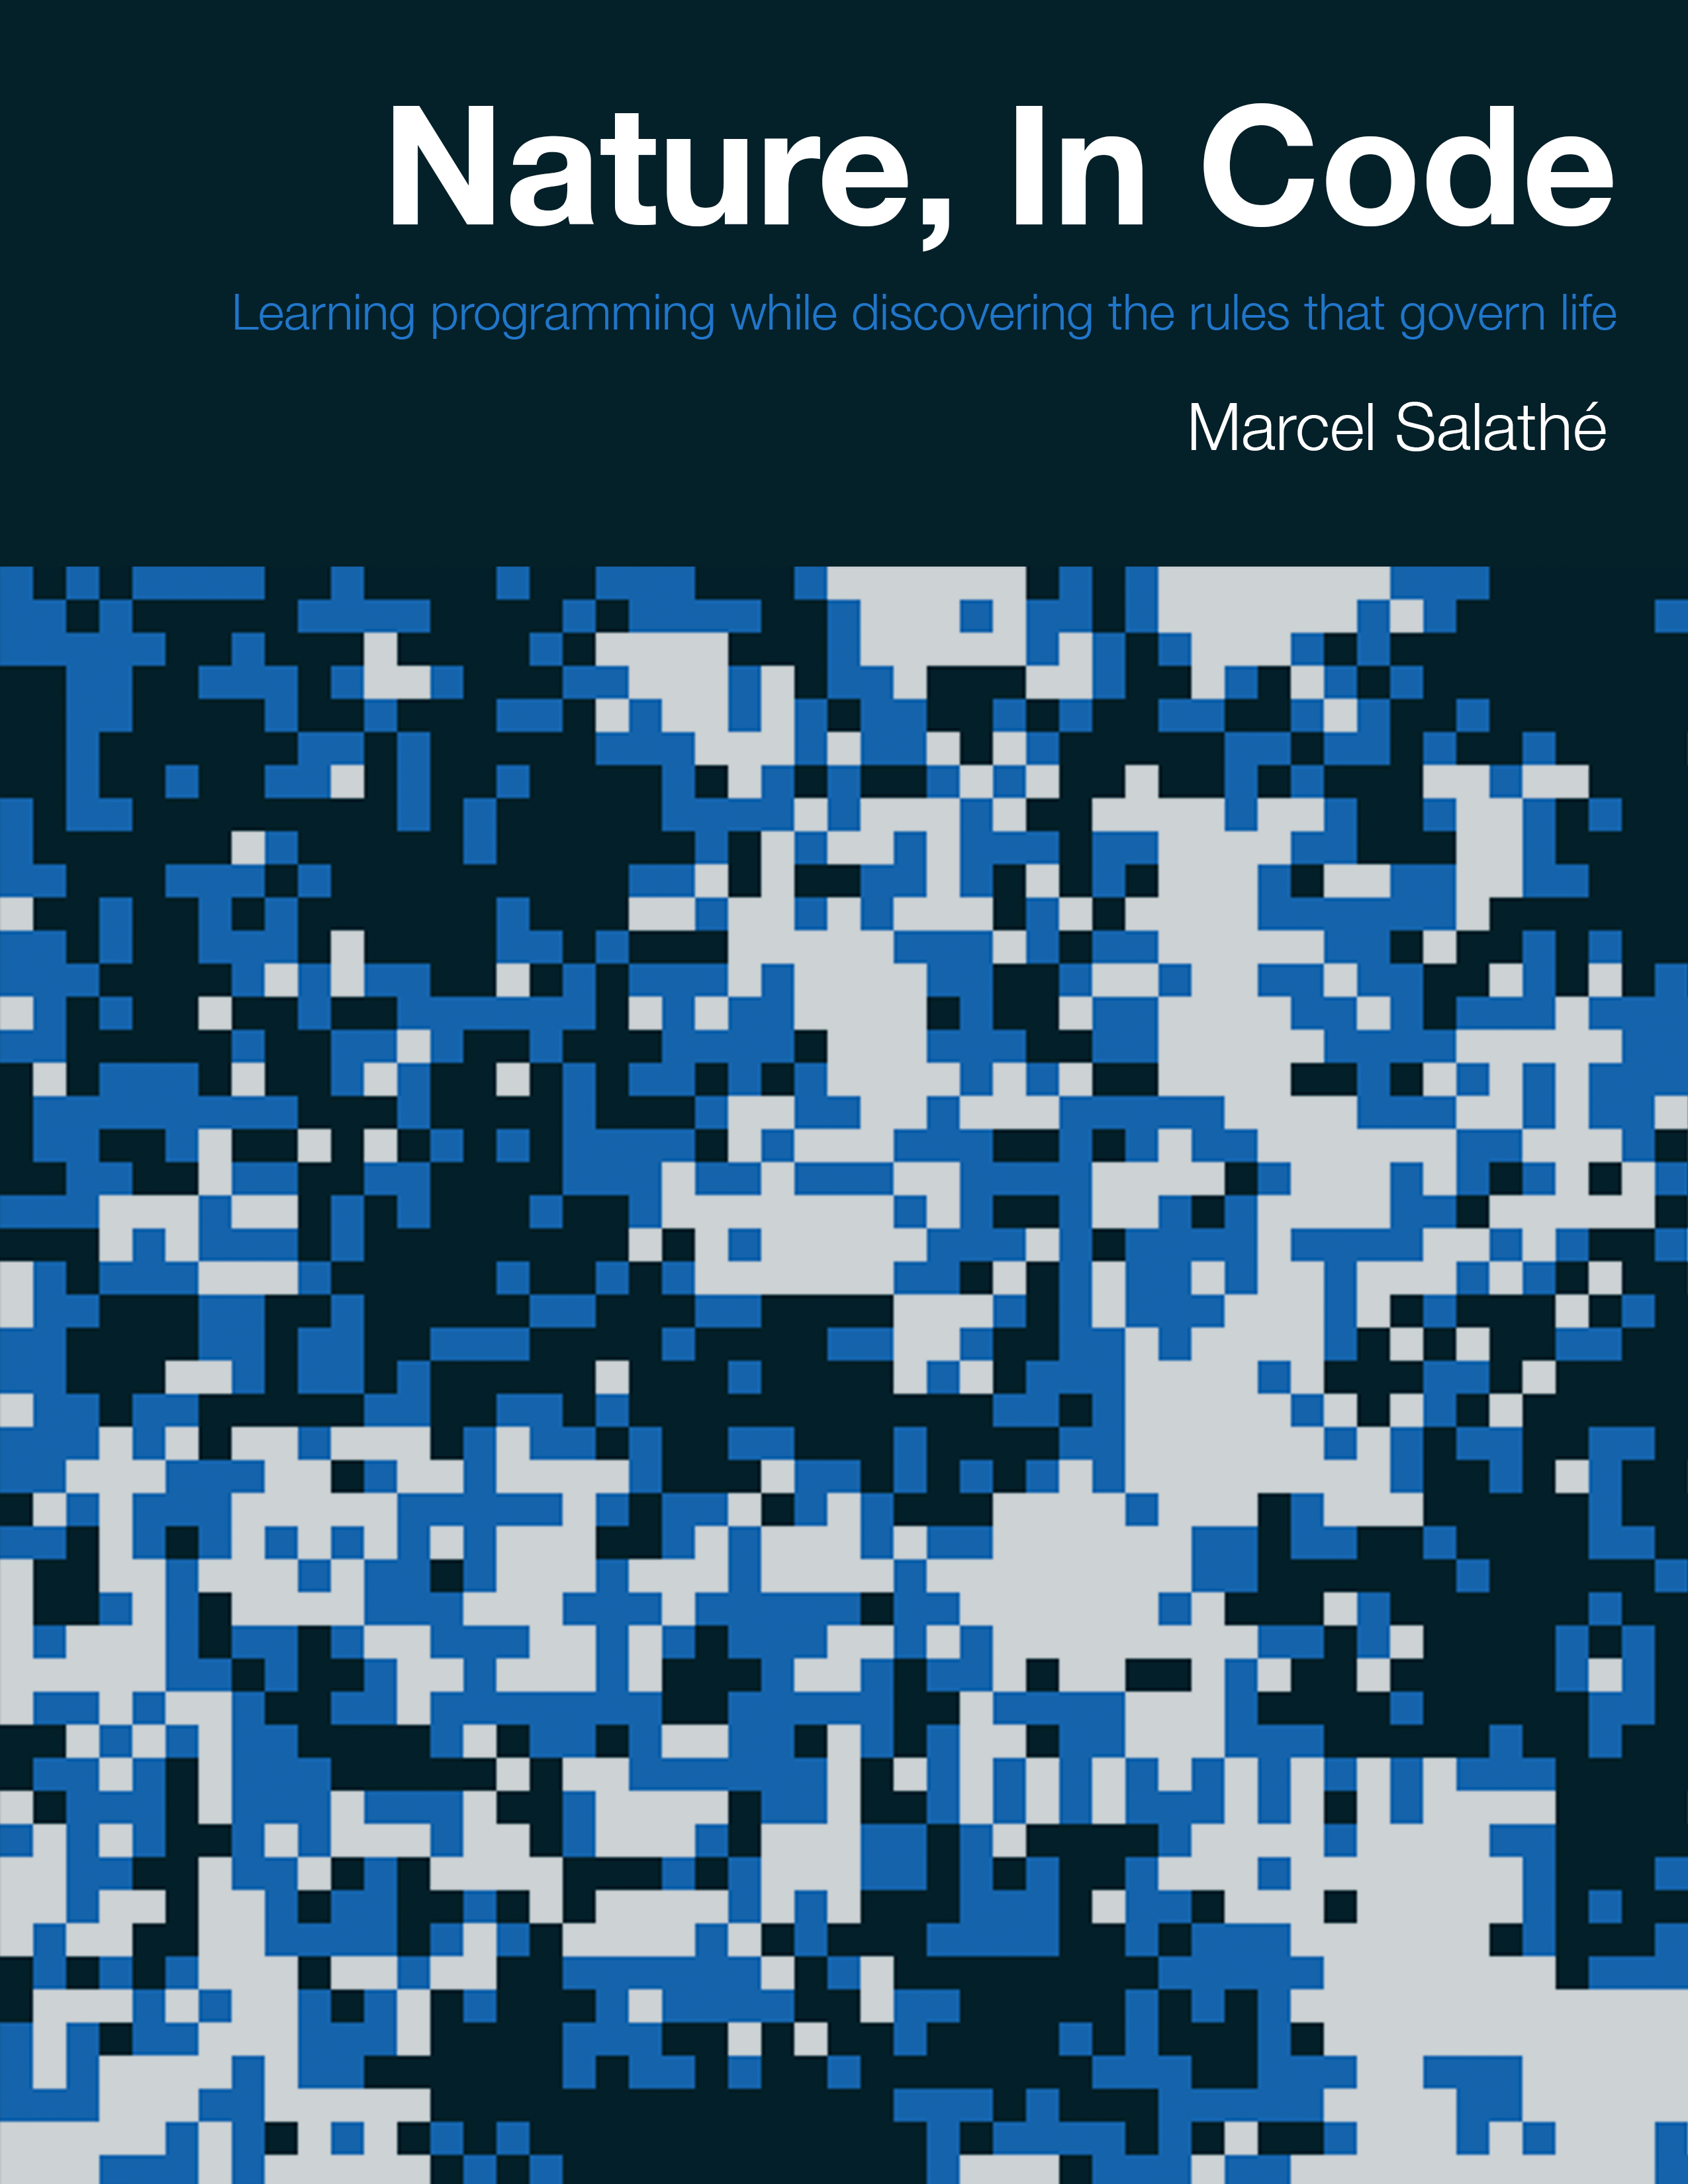 Nature, In Code
Learning programming while discovering the rules that govern life
Marcel Salathé